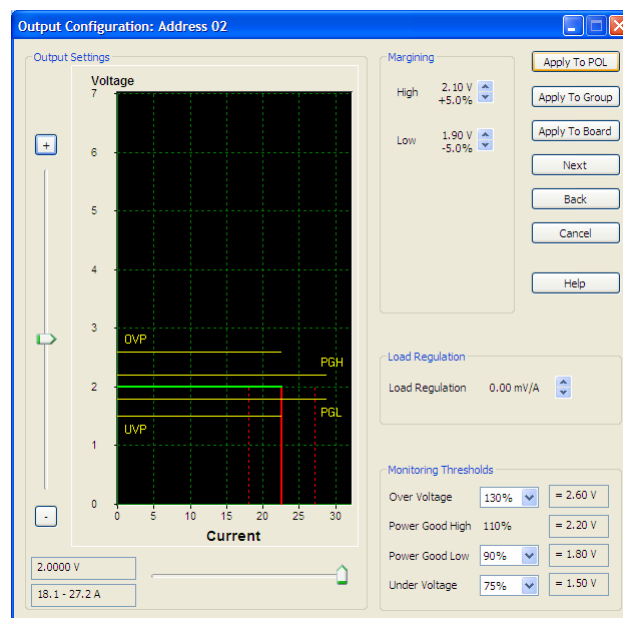 Output Configuration: Address 02
Output Settings
Voltage
7
6
5
4
3
2
1
0
+
-
OVP
PGH
PGL
UVP
0 5 10 15 20 25 30
Current
2.0000 V
18.1 - 27.2 A
Margining
High 2.10 V
+5.0%
Low 1.90 V
-5.0%
Apply To POL
Apply To Group
Apply To Board
Next
Back
Cancel
Help
Load Regulation
Load Regulation 0.00 mV/A
Monitoring Thresholds
Over Voltage 130% = 2.60 V
Power Good High 110% = 2.20 V
Power Good Low 90% = 1.80 V
Under Voltage 75% = 1.50 V